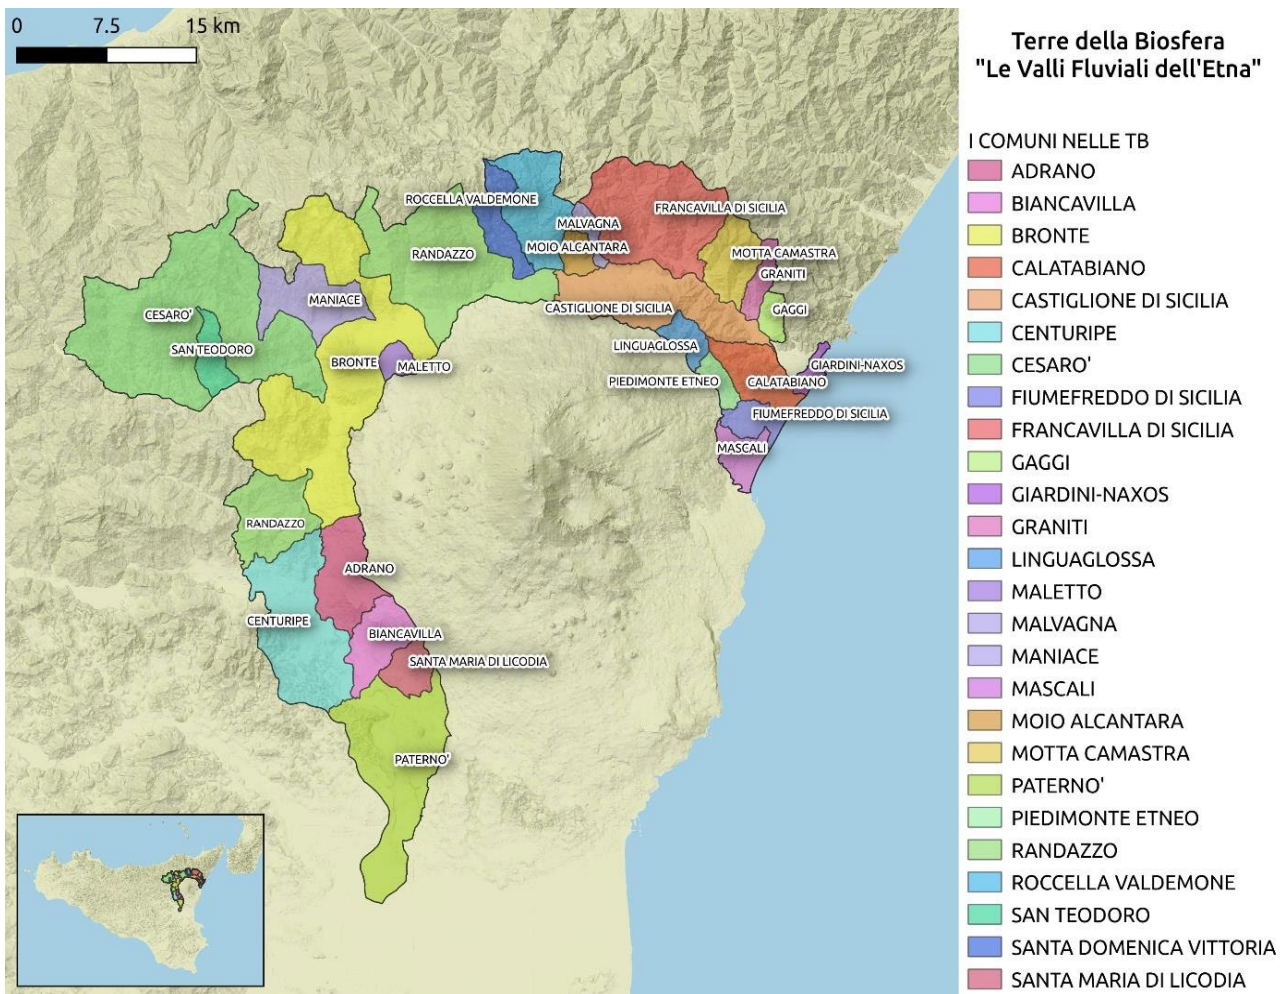 0 7.5 15 km
Terre della Biosfera
"Le Valli Fluviali dell'Etna"
I COMUNI NELLE TB
ADRANO
BIANCAVILLA
BRONTE
CALATABIANO
CASTIGLIONE DI SICILIA
CENTURIPE
CESARO'
FIUMEFREDDO DI SICILIA
FRANCAVILLA DI SICILIA
GAGGI
GIARDINI-NAXOS
GRANITI
LINGUAGLOSSA
MALETTO
MALVAGNA
MANIACE
MASCALI
MOIO ALCANTARA
MOTTA CAMASTRA
PATERNO'
PIEDIMONTE ETNEO
RANDAZZO
ROCCELLA VALDEMONE
SAN TEODORO
SANTA DOMENICA VITTORIA
SANTA MARIA DI LICODIA
ROCCELLA VALDEMONE
FRANCAVILLA DI SICILIA
MALVAGNA
MOIO ALCANTARA
RANDAZZO
MOTTA CAMASTRA
GRANITI
MANIACE
CASTIGLIONE DI SICILIA
GAGGI
CESARO'
SAN TEODORO
LINGUAGLOSSA
BRONTE
MALETTO
GIARDINI-NAXOS
PIEDIMONTE ETNEO
CALATABIANO
FIUMEFREDDO DI SICILIA
MASCALI
RANDAZZO
ADRANO
CENTURIPE
BIANCAVILLA
SANTA MARIA DI LICODIA
PATERNO'